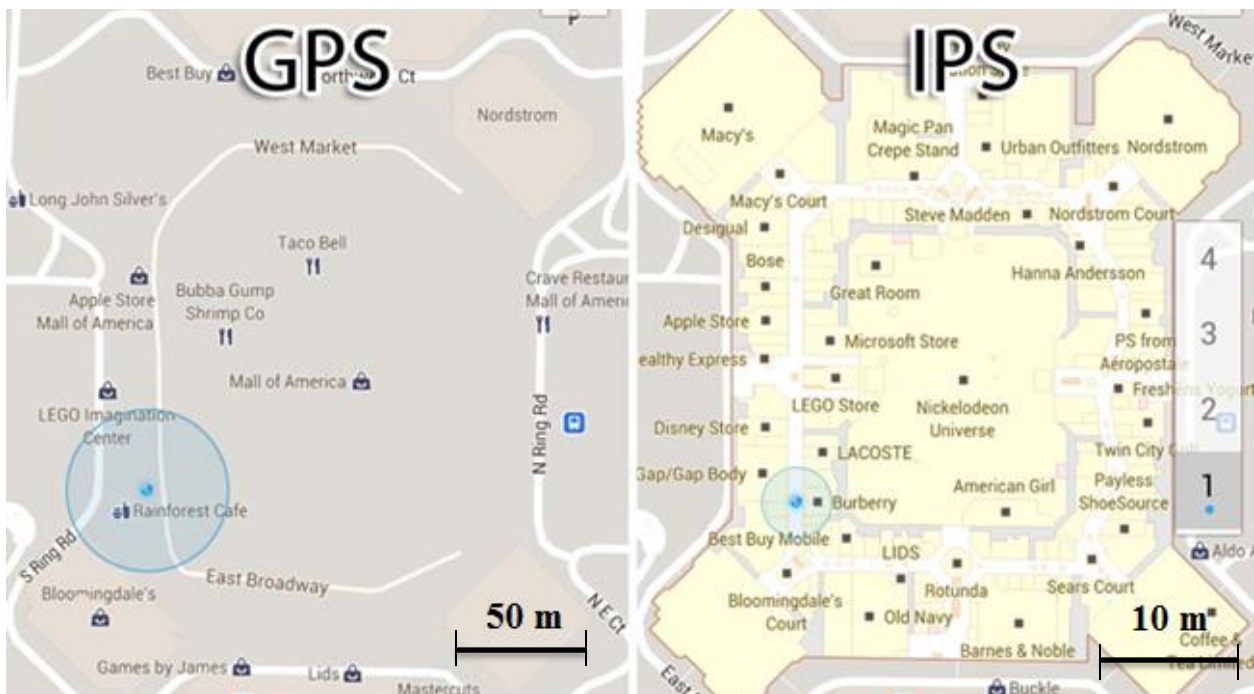 P
GPS
Best Buy
orthw
Ct
Nordstrom
West Market
Long John Silver's
Taco Bell
Apple Store
Mall of America
Bubba Gump
Shrimp Co
Crave Restaur
Mall of Ameri
Mall of America
LEGO Imagination
Center
N Ring Rd
Rainforest Cafe
S Ring Rd
East Broadway
Bloomingdale's
50 m
N E Ct
Games by James
Lids
Mastercuts
IPS
West Marke
Macy's
Magic Pan
Crepe Stand
Urban Outfitters
Nordstrom
Macy's Court
Steve Madden
Nordstrom Court
Desigual
Bose
Great Room
Hanna Andersson
4
Apple Store
Microsoft Store
PS from
Aéropostale
3
ealthy Express
LEGO Store
Nickelodeon
Universe
Freshens Yogurt
2
Disney Store
LACOSTE
Twin City
Gap/Gap Body
Burberry
American Girl
Payless
ShoeSource
1
Best Buy Mobile
LIDS
Aldo A
Bloomingdale's
Court
Rotunda
Sears Court
Old Navy
10 m
Barnes & Noble
Coffee &
Tea Limited
East
Buckle